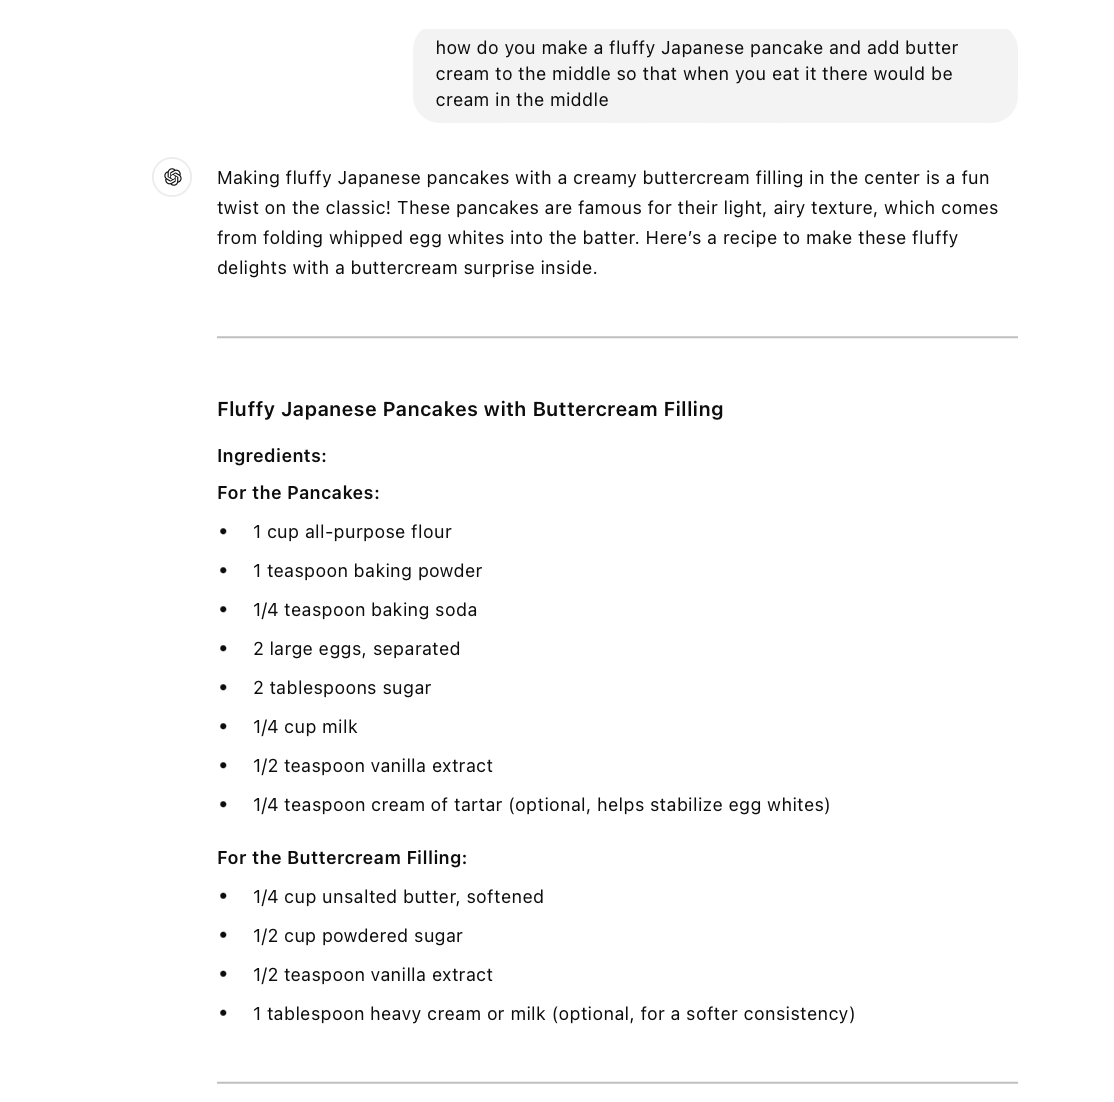 how do you make a fluffy Japanese pancake and add butter
cream to the middle so that when you eat it there would be
cream in the middle
Making fluffy Japanese pancakes with a creamy buttercream filling in the center is a fun
twist on the classic! These pancakes are famous for their light, airy texture, which comes
from folding whipped egg whites into the batter. Here’s a recipe to make these fluffy
delights with a buttercream surprise inside.
Fluffy Japanese Pancakes with Buttercream Filling
Ingredients:
For the Pancakes:
• 1 cup all-purpose flour
• 1 teaspoon baking powder
• 1/4 teaspoon baking soda
• 2 large eggs, separated
• 2 tablespoons sugar
• 1/4 cup milk
• 1/2 teaspoon vanilla extract
• 1/4 teaspoon cream of tartar (optional, helps stabilize egg whites)
For the Buttercream Filling:
• 1/4 cup unsalted butter, softened
• 1/2 cup powdered sugar
• 1/2 teaspoon vanilla extract
• 1 tablespoon heavy cream or milk (optional, for a softer consistency)